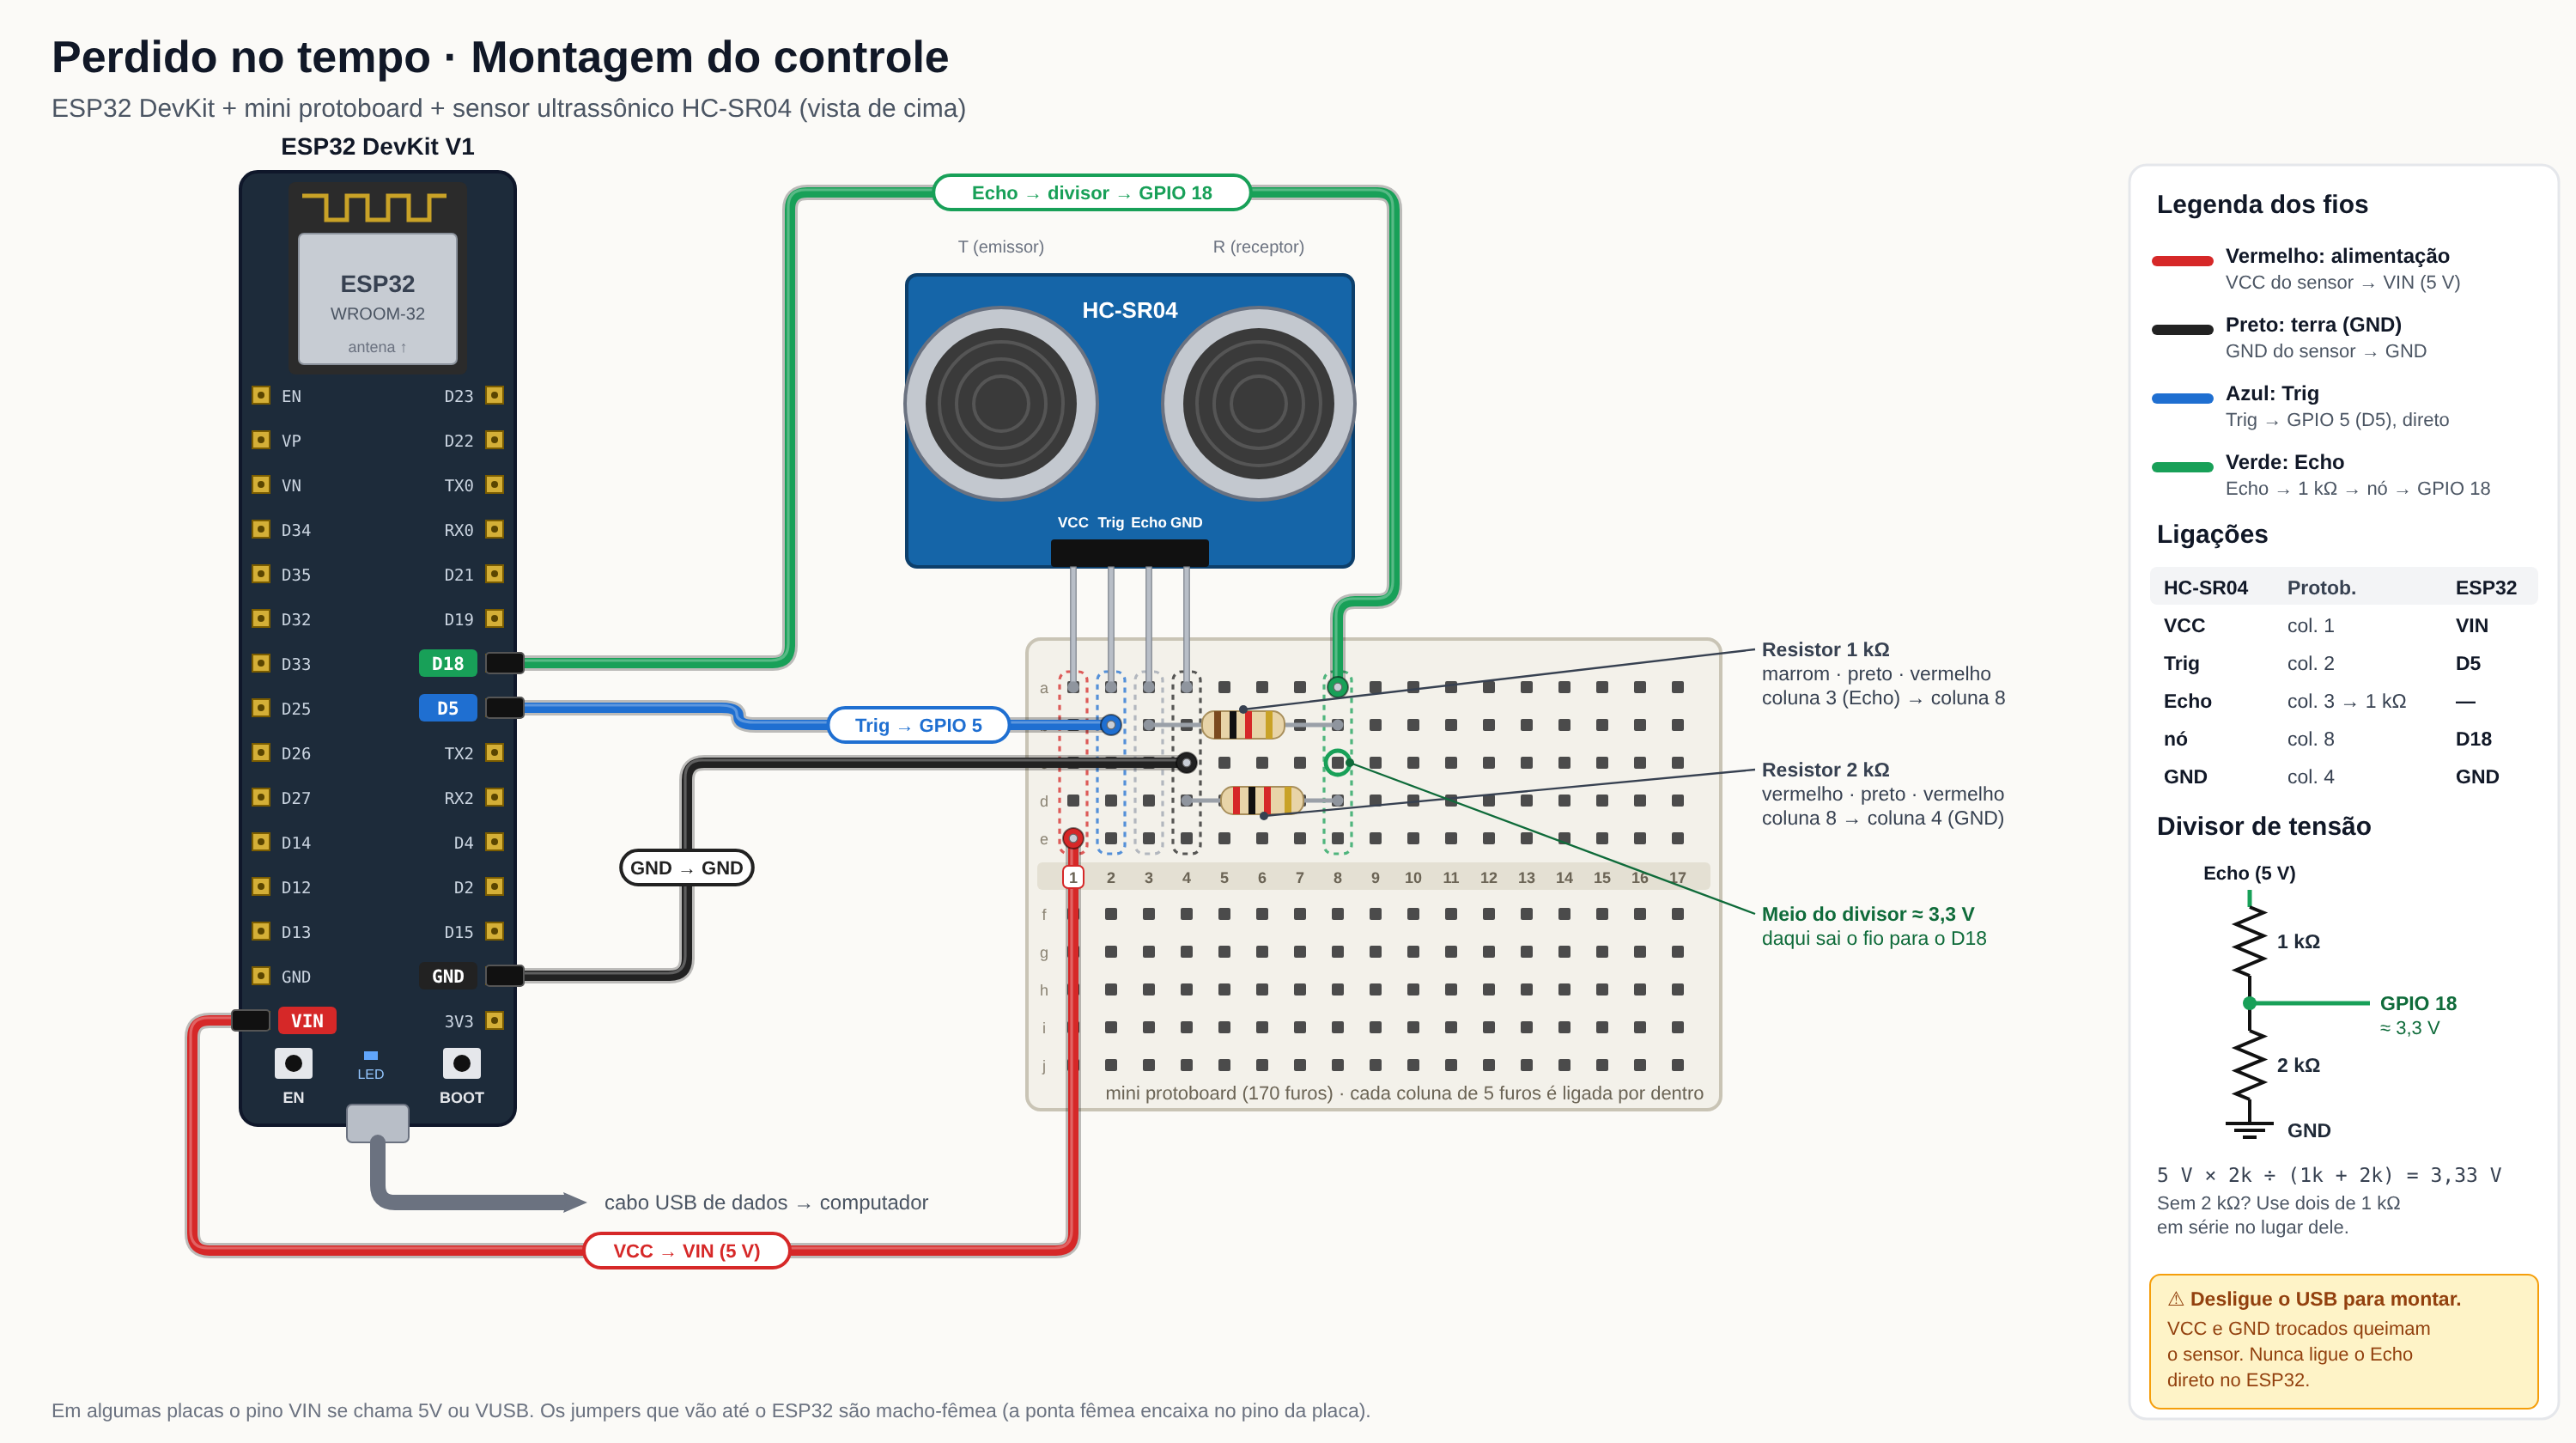 Perdido no tempo · Montagem do controle
ESP32 DevKit + mini protoboard + sensor ultrassônico HC-SR04 (vista de cima)
ESP32 DevKit V1
ESP32
WROOM-32
antena ↑
EN D23
VP D22
VN TX0
D34 RX0
D35 D21
D32 D19
D33 D18
D25 D5
D26 TX2
D27 RX2
D14 D4
D12 D2
D13 D15
GND GND
VIN 3V3
LED
EN BOOT
Echo → divisor → GPIO 18
T (emissor) R (receptor)
HC-SR04
VCC Trig Echo GND
Trig → GPIO 5
GND → GND
cabo USB de dados → computador
VCC → VIN (5 V)
a
d
e
1 2 3 4 5 6 7 8 9 10 11 12 13 14 15 16 17
f
g
h
i
j
mini protoboard (170 furos) · cada coluna de 5 furos é ligada por dentro
Resistor 1 kΩ
marrom · preto · vermelho
coluna 3 (Echo) → coluna 8
Resistor 2 kΩ
vermelho · preto · vermelho
coluna 8 → coluna 4 (GND)
Meio do divisor ≈ 3,3 V
daqui sai o fio para o D18
Legenda dos fios
Vermelho: alimentação
VCC do sensor → VIN (5 V)
Preto: terra (GND)
GND do sensor → GND
Azul: Trig
Trig → GPIO 5 (D5), direto
Verde: Echo
Echo → 1 kΩ → nó → GPIO 18
Ligações
HC-SR04 Protob. ESP32
VCC col. 1 VIN
Trig col. 2 D5
Echo col. 3 → 1 kΩ —
nó col. 8 D18
GND col. 4 GND
Divisor de tensão
Echo (5 V)
1 kΩ
GPIO 18
≈ 3,3 V
2 kΩ
GND
5 V × 2k ÷ (1k + 2k) = 3,33 V
Sem 2 kΩ? Use dois de 1 kΩ
em série no lugar dele.
⚠ Desligue o USB para montar.
VCC e GND trocados queimam
o sensor. Nunca ligue o Echo
direto no ESP32.
Em algumas placas o pino VIN se chama 5V ou VUSB. Os jumpers que vão até o ESP32 são macho-fêmea (a ponta fêmea encaixa no pino da placa).